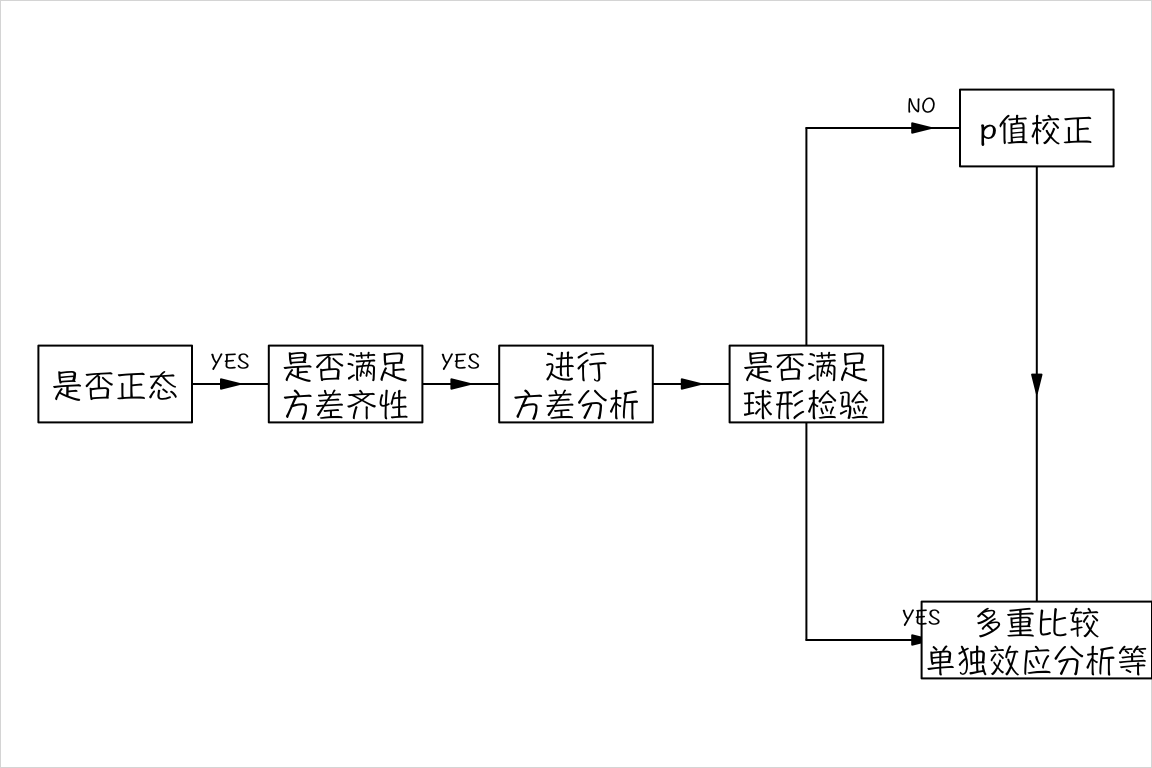 NO
p值校正
是否正态
YES
是否满足
方差齐性
YES
进行
方差分析
是否满足
球形检验
YES
多重比较
单独效应分析等